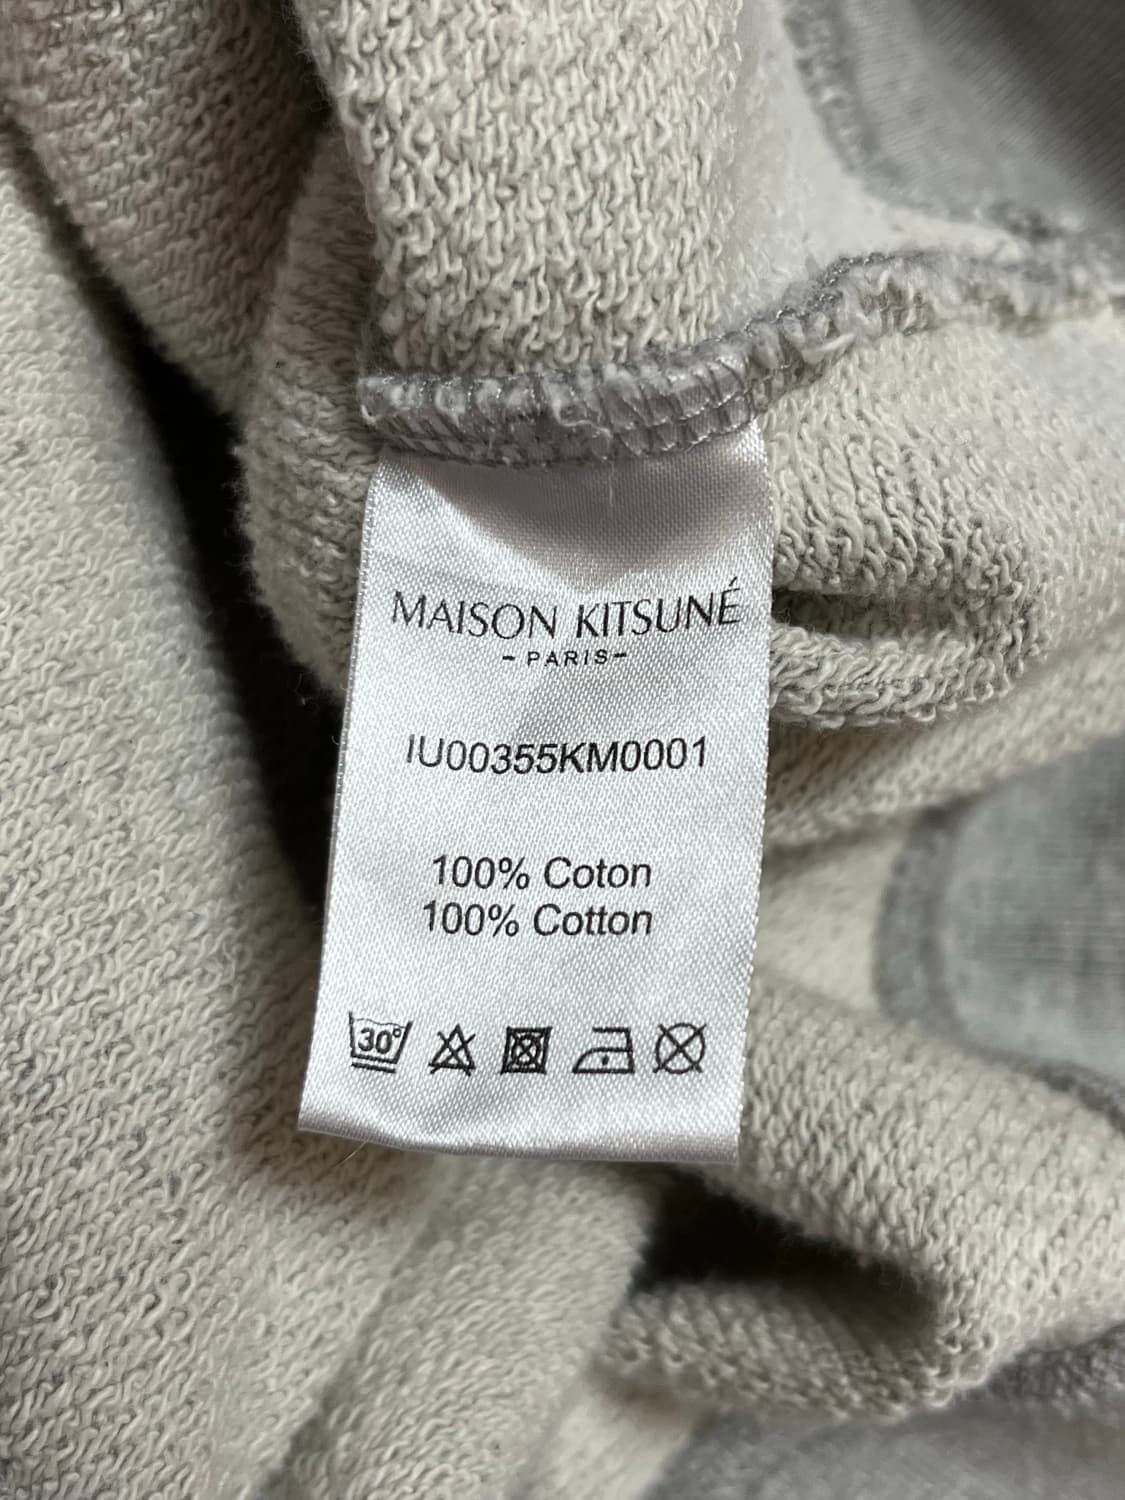 MAISON KITSUNÉ
- PARIS -
IU00355KM0001
100% Coton
100% Cotton
30°